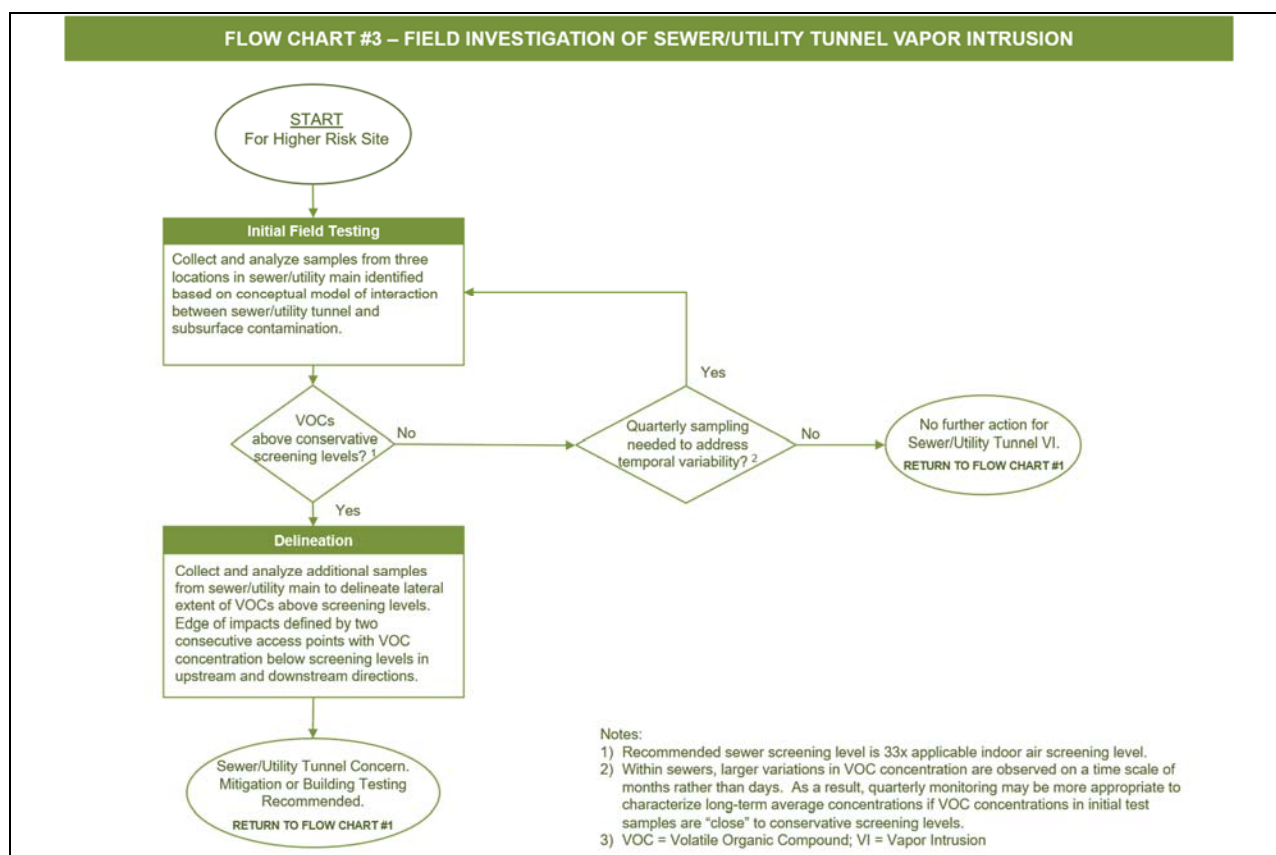 FLOW CHART #3 – FIELD INVESTIGATION OF SEWER/UTILITY TUNNEL VAPOR INTRUSION
START
For Higher Risk Site
Initial Field Testing
Collect and analyze samples from three
locations in sewer/utility main identified
based on conceptual model of interaction
between sewer/utility tunnel and
subsurface contamination.
VOCs
above conservative
screening levels? 1
No
Yes
Quarterly sampling
needed to address
temporal variability? 2
Yes
No
No further action for
Sewer/Utility Tunnel VI.
RETURN TO FLOW CHART #1
Delineation
Collect and analyze additional samples
from sewer/utility main to delineate lateral
extent of VOCs above screening levels.
Edge of impacts defined by two
consecutive access points with VOC
concentration below screening levels in
upstream and downstream directions.
Sewer/Utility Tunnel Concern.
Mitigation or Building Testing
Recommended.
RETURN TO FLOW CHART #1
Notes:
1) Recommended sewer screening level is 33x applicable indoor air screening level.
2) Within sewers, larger variations in VOC concentration are observed on a time scale of
months rather than days. As a result, quarterly monitoring may be more appropriate to
characterize long-term average concentrations if VOC concentrations in initial test
samples are “close” to conservative screening levels.
3) VOC = Volatile Organic Compound; VI = Vapor Intrusion